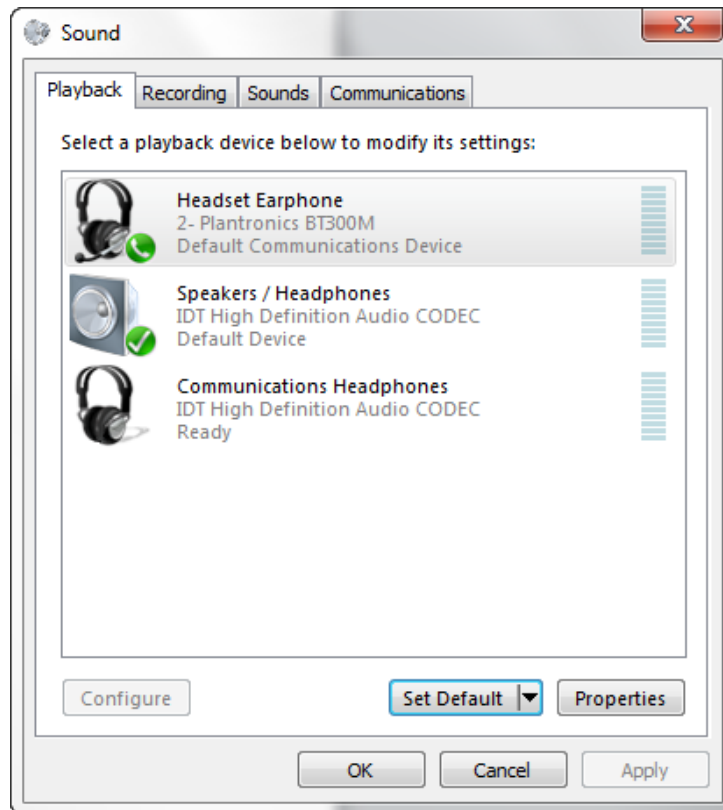 Sound
Playback Recording Sounds Communications
Select a playback device below to modify its settings:
Headset Earphone
2- Plantronics BT300M
Default Communications Device
Speakers / Headphones
IDT High Definition Audio CODEC
Default Device
Communications Headphones
IDT High Definition Audio CODEC
Ready
Configure Set Default Properties
OK Cancel Apply